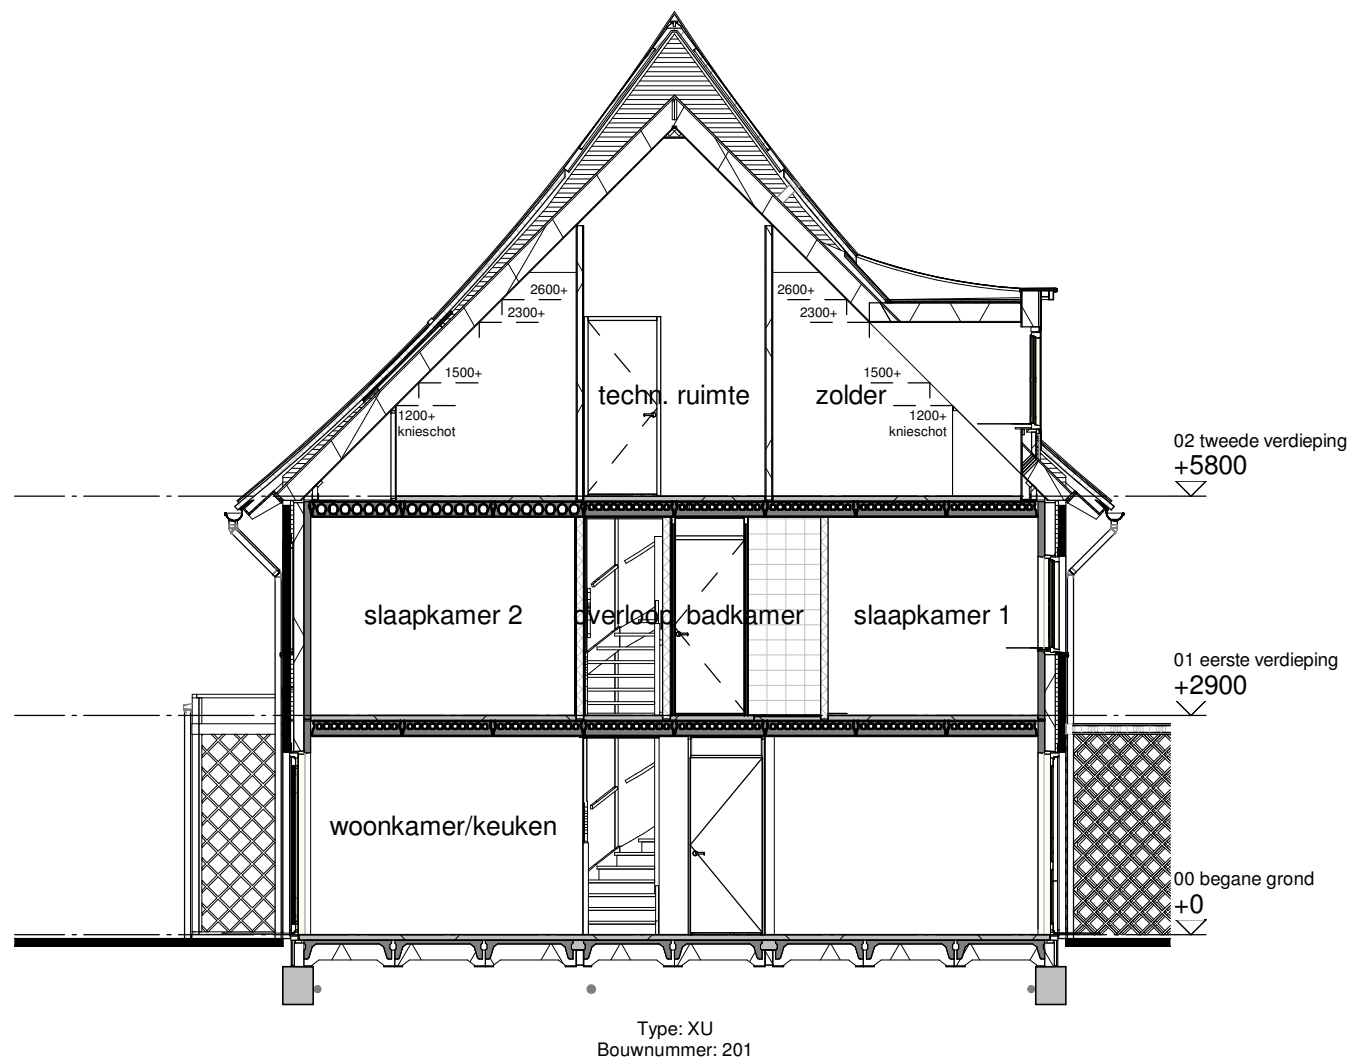 2600+
2300+
1500+
1200+
knieschot
techn. ruimte
zolder
2600+
2300+
1500+
1200+
knieschot
02 tweede verdieping
+5800
slaapkamer 2
overloop
badkamer
slaapkamer 1
01 eerste verdieping
+2900
woonkamer/keuken
00 begane grond
+0
Type: XU
Bouwnummer: 201